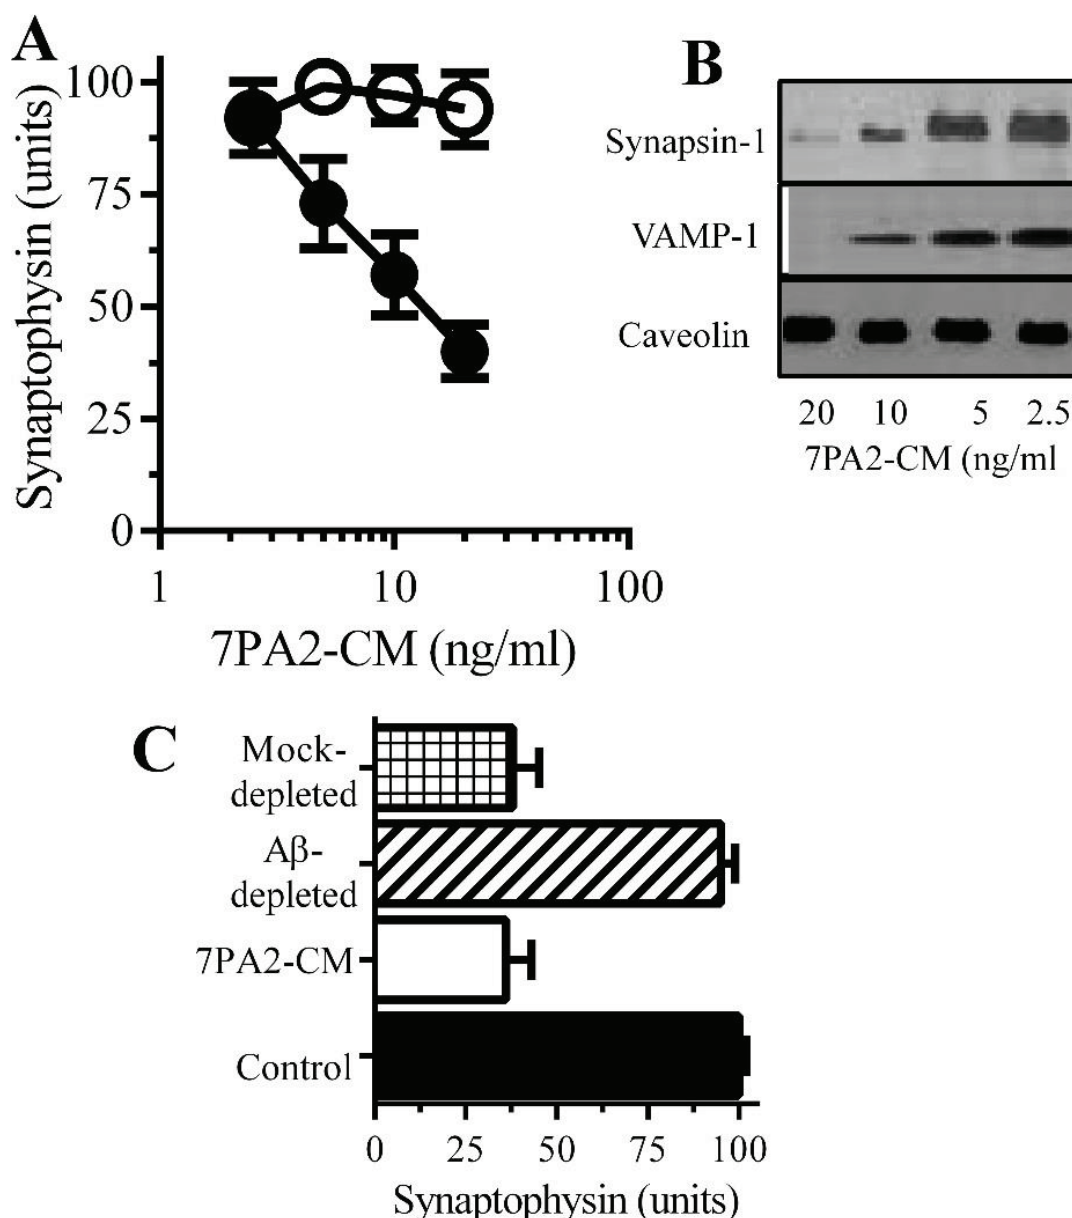 A
Synaptophysin (units)
100
75
50
25
0
1
10
100
7PA2-CM (ng/ml)
B
Synapsin-1
VAMP-1
Caveolin
20 10 5 2.5
7PA2-CM (ng/ml
C
Mock-
depleted
Aβ-
depleted
7PA2-CM
Control
0 25 50 75 100
Synaptophysin (units)